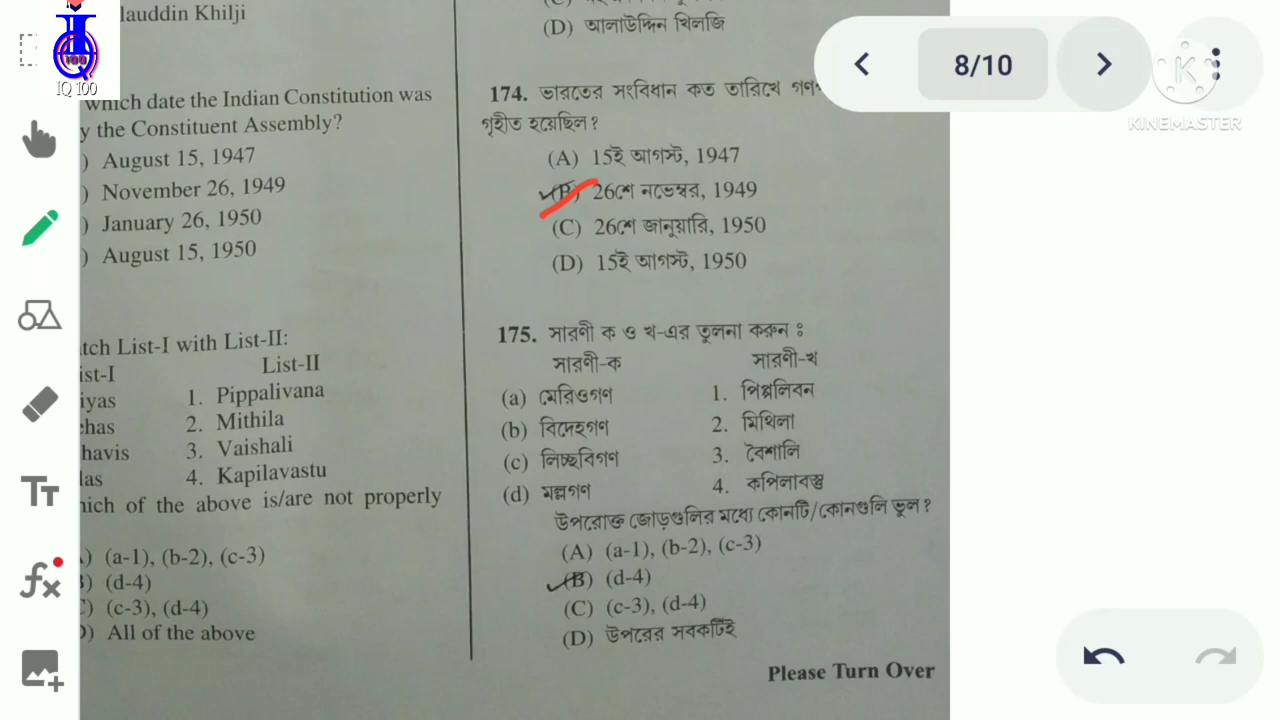 lauddin Khilji
which date the Indian Constitution was
y the Constituent Assembly?
) August 15, 1947
) November 26, 1949
) January 26, 1950
) August 15, 1950
tch List-I with List-II:
ist-I List-II
iyas 1. Pippalivana
has 2. Mithila
havis 3. Vaishali
las 4. Kapilavastu
hich of the above is/are not properly
) (a-1), (b-2), (c-3)
) (d-4)
) (c-3), (d-4)
) All of the above
(D) আলাউদ্দিন খিলজি
174. ভারতের সংবিধান কত তারিখে গণ
গৃহীত হয়েছিল ?
(A) 15ই আগস্ট, 1947
(B) 26শে নভেম্বর, 1949
(C) 26শে জানুয়ারি, 1950
(D) 15ই আগস্ট, 1950
175. সারণী ক ও খ-এর তুলনা করুন ঃ
সারণী-ক সারণী-খ
(a) মোরিওগণ 1. পিপ্পলিবন
(b) বিদেহগণ 2. মিথিলা
(c) লিচ্ছবিগণ 3. বৈশালি
(d) মল্লগণ 4. কপিলাবস্তু
উপরোক্ত জোড়গুলির মধ্যে কোনটি/কোনগুলি ভুল ?
(A) (a-1), (b-2), (c-3)
(B) (d-4)
(C) (c-3), (d-4)
(D) উপরের সবকটিই
Please Turn Over
8/10
K
KINEMASTER
IQ
100
IQ 100
TT
fx